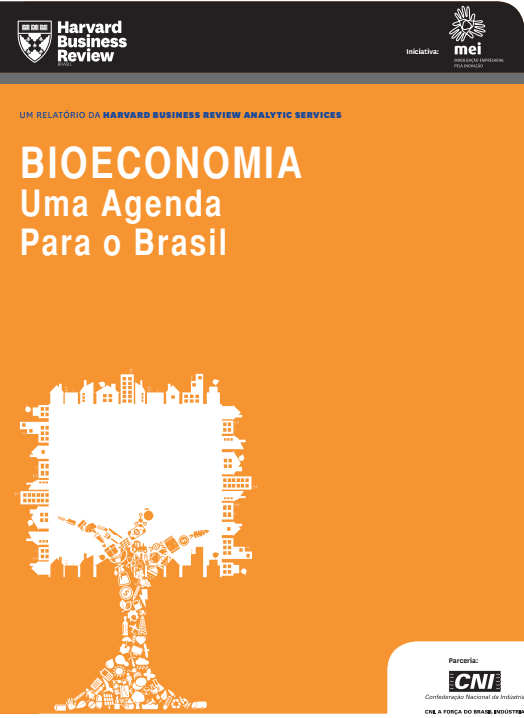 Harvard
Business
Review
BRASIL
Iniciativa:
mei
MOBILIZAÇÃO EMPRESARIAL
PELA INOVAÇÃO
UM RELATÓRIO DA HARVARD BUSINESS REVIEW ANALYTIC SERVICES
BIOECONOMIA
Uma Agenda
Para o Brasil
Parceria:
CNI
Confederação Nacional da Indústria
CNI. A FORÇA DO BRASIL INDÚSTRIA